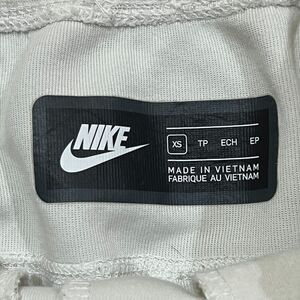 NIKE
XS TP ECH EP
MADE IN VIETNAM
FABRIQUE AU VIETNAM